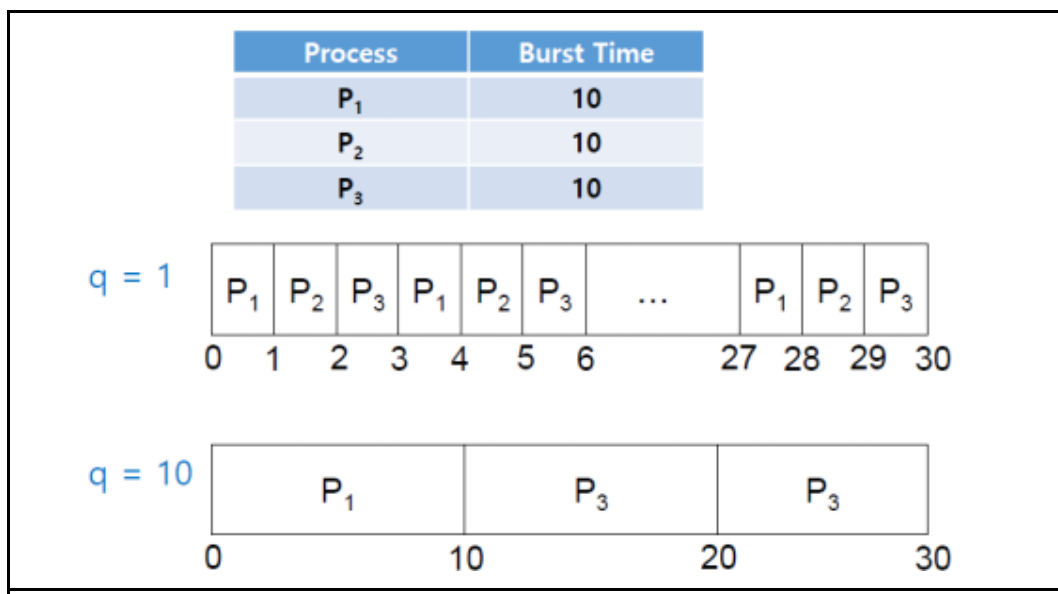 Process Burst Time
P₁ 10
P₂ 10
P₃ 10
q = 1 P₁ P₂ P₃ P₁ P₂ P₃ ... P₁ P₂ P₃
0 1 2 3 4 5 6 27 28 29 30
q = 10 P₁ P₃ P₃
0 10 20 30